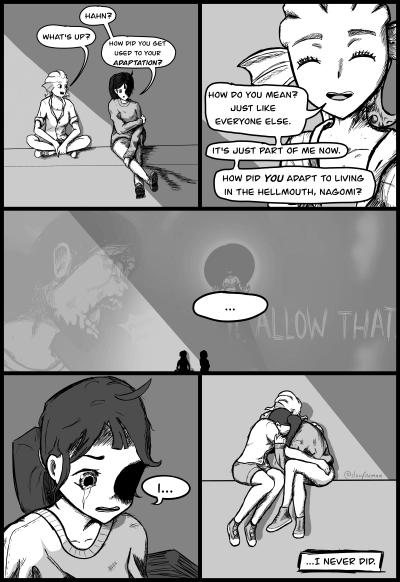 HAHN?
WHAT'S UP?
HOW DID YOU GET
USED TO YOUR
ADAPTATION?
HOW DO YOU MEAN?
JUST LIKE
EVERYONE ELSE.
IT'S JUST PART OF ME NOW.
HOW DID YOU ADAPT TO LIVING
IN THE HELLMOUTH, NAGOMI?
...
ALLOW THAT
I...
...I NEVER DID.